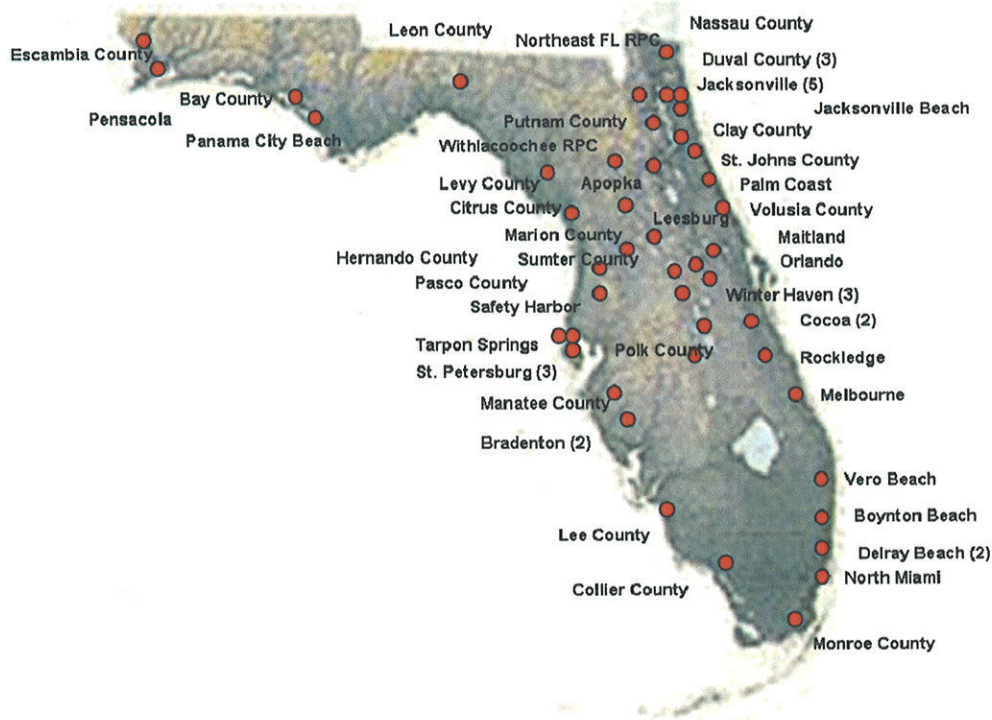 Nassau County
Leon County
Northeast FL RPC
Escambia County
Duval County (3)
Jacksonville (5)
Bay County
Jacksonville Beach
Pensacola
Putnam County
Panama City Beach
Clay County
Withlacoochee RPC
St. Johns County
Levy County
Apopka
Palm Coast
Citrus County
Leesburg
Volusia County
Marion County
Maitland
Hernando County
Sumter County
Orlando
Pasco County
Winter Haven (3)
Safety Harbor
Cocoa (2)
Tarpon Springs
Polk County
Rockledge
St. Petersburg (3)
Melbourne
Manatee County
Bradenton (2)
Vero Beach
Boynton Beach
Lee County
Delray Beach (2)
North Miami
Collier County
Monroe County